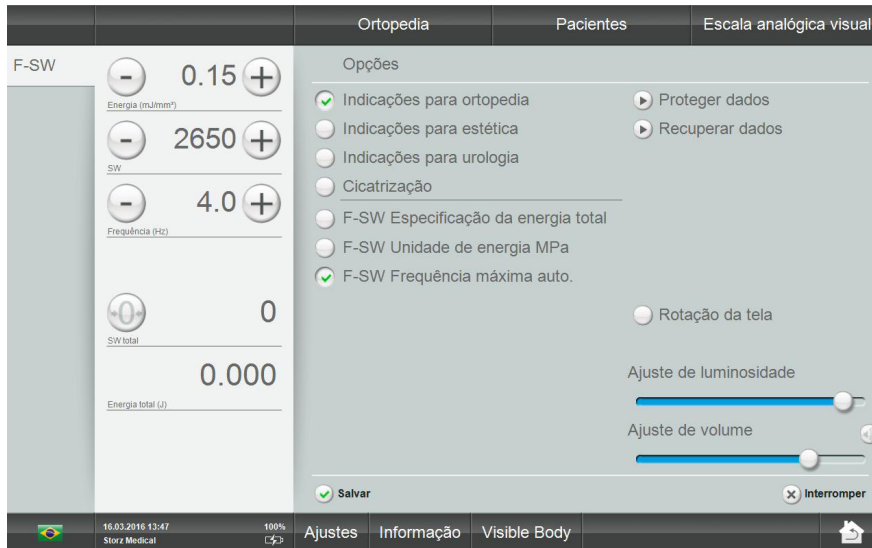 Ortopedia Pacientes Escala analógica visual
F-SW
- 0.15 +
Energia (mJ/mm²)
- 2650 +
SW
- 4.0 +
Frequência (Hz)
0 0
SW total
0.000
Energia total (J)
Opções
Indicações para ortopedia
Indicações para estética
Indicações para urologia
Cicatrização
F-SW Especificação da energia total
F-SW Unidade de energia MPa
F-SW Frequência máxima auto.
Proteger dados
Recuperar dados
Rotação da tela
Ajuste de luminosidade
Ajuste de volume
Salvar Interromper
16.03.2016 13:47 100%
Storz Medical
Ajustes Informação Visible Body